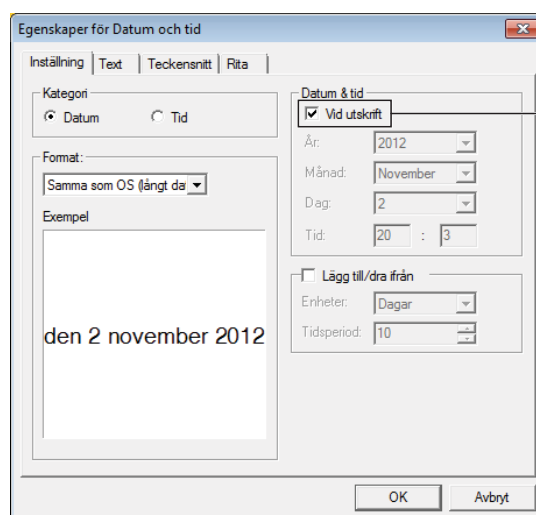 Egenskaper för Datum och tid
Inställning Text Teckensnitt Rita
Kategori
Datum Tid
Format:
Samma som OS (långt da
Exempel
den 2 november 2012
Datum & tid
Vid utskrift
År: 2012
Månad: November
Dag: 2
Tid: 20 : 3
Lägg till/dra ifrån
Enheter: Dagar
Tidsperiod: 10
OK Avbryt